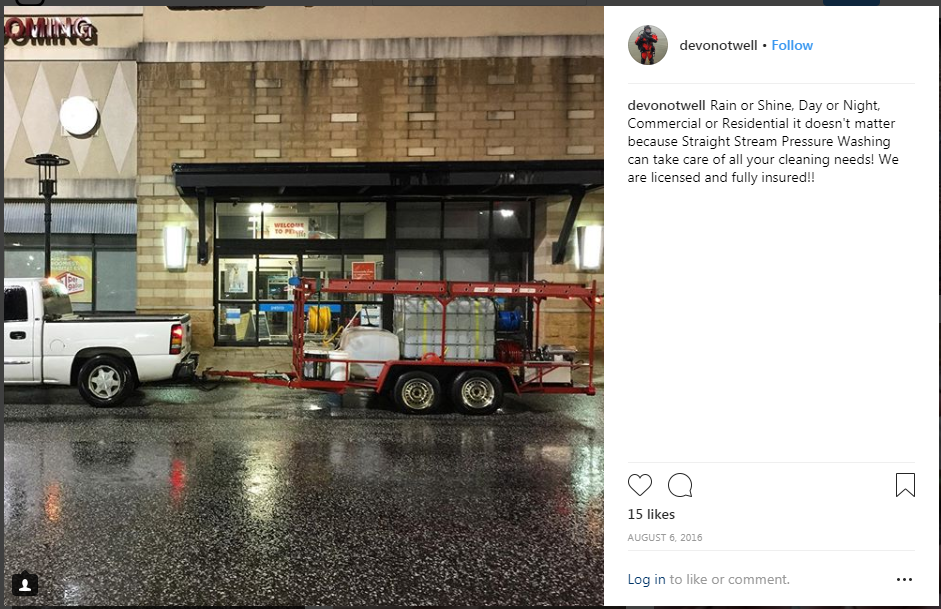 OMING
devonotwell • Follow
devonotwell Rain or Shine, Day or Night,
Commercial or Residential it doesn't matter
because Straight Stream Pressure Washing
can take care of all your cleaning needs! We
are licensed and fully insured!!
WELCOME
TO
15 likes
AUGUST 6, 2016
Log in to like or comment.